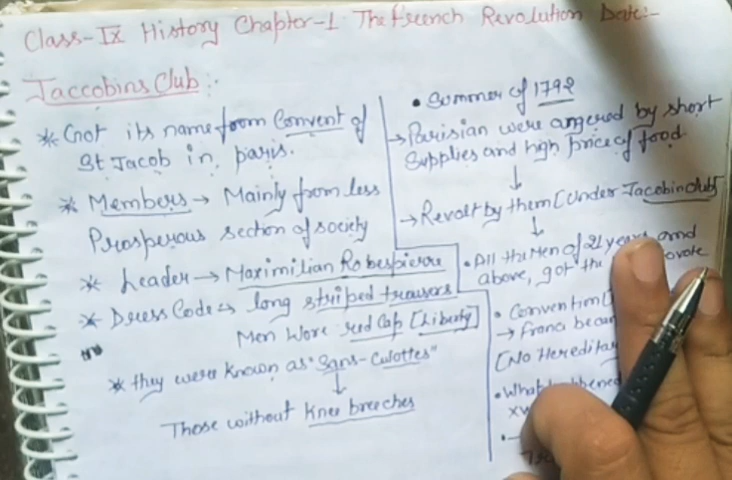 Class-IX History Chapter-1 The French Revolution Date:-
Jaccobins Club:-
* Got its name from Convent of
St Jacob in paris.
* Members → Mainly from less
Prosperous section of society
* Leader → Maximilian Robespierre
* Dress Code → long striped trousers
Men Wore red Cap [Liberty]
* they were known as "Sans-Culottes"
↓
Those without knee breeches
• Summer of 1792
→ Parisian were angered by short
Supplies and high price of food
↓
→ Revolt by them [Under Jacobin club]
↓
• All the Men of 21 years and
above, got the
• Convention [
→
[No
•